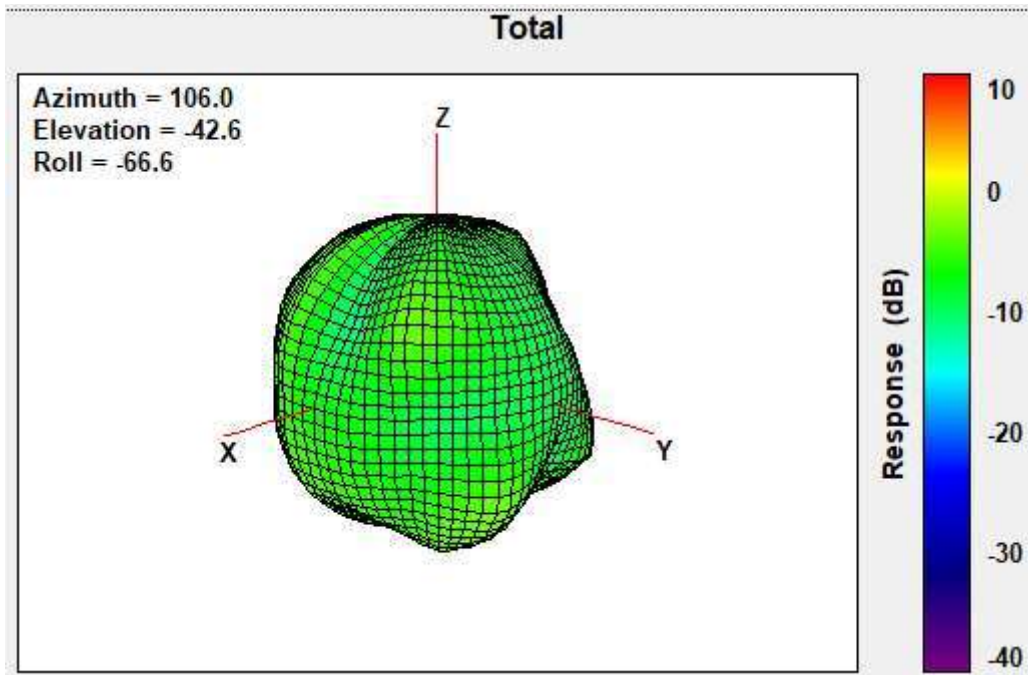 Total
Azimuth = 106.0
Elevation = -42.6
Roll = -66.6
Z
X
Y
Response (dB)
10
0
-10
-20
-30
-40